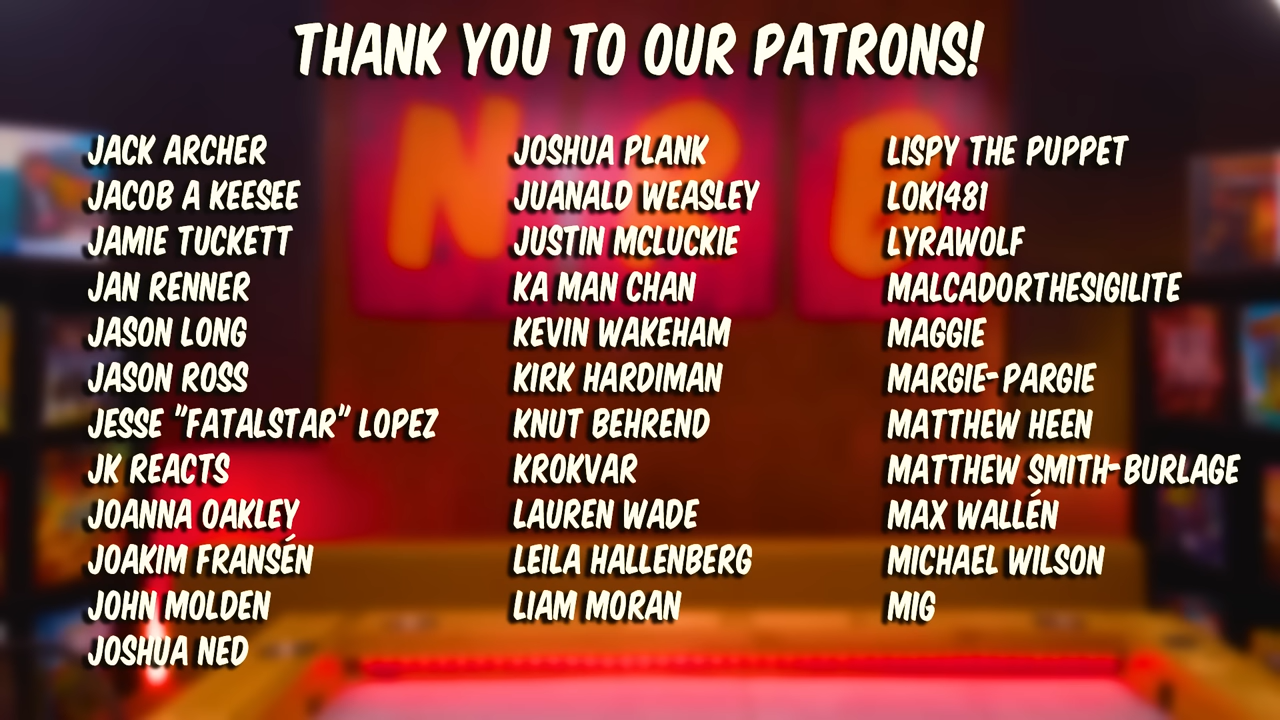 THANK YOU TO OUR PATRONS!
JACK ARCHER
JACOB A KEESEE
JAMIE TUCKETT
JAN RENNER
JASON LONG
JASON ROSS
JESSE "FATALSTAR" LOPEZ
JK REACTS
JOANNA OAKLEY
JOAKIM FRANSÉN
JOHN MOLDEN
JOSHUA NED
JOSHUA PLANK
JUANALD WEASLEY
JUSTIN MCLUCKIE
KA MAN CHAN
KEVIN WAKEHAM
KIRK HARDIMAN
KNUT BEHREND
KROKVAR
LAUREN WADE
LEILA HALLENBERG
LIAM MORAN
LISPY THE PUPPET
LOKI481
LYRAWOLF
MALCADORTHESIGILITE
MAGGIE
MARGIE-PARGIE
MATTHEW HEEN
MATTHEW SMITH-BURLAGE
MAX WALLÉN
MICHAEL WILSON
MIG